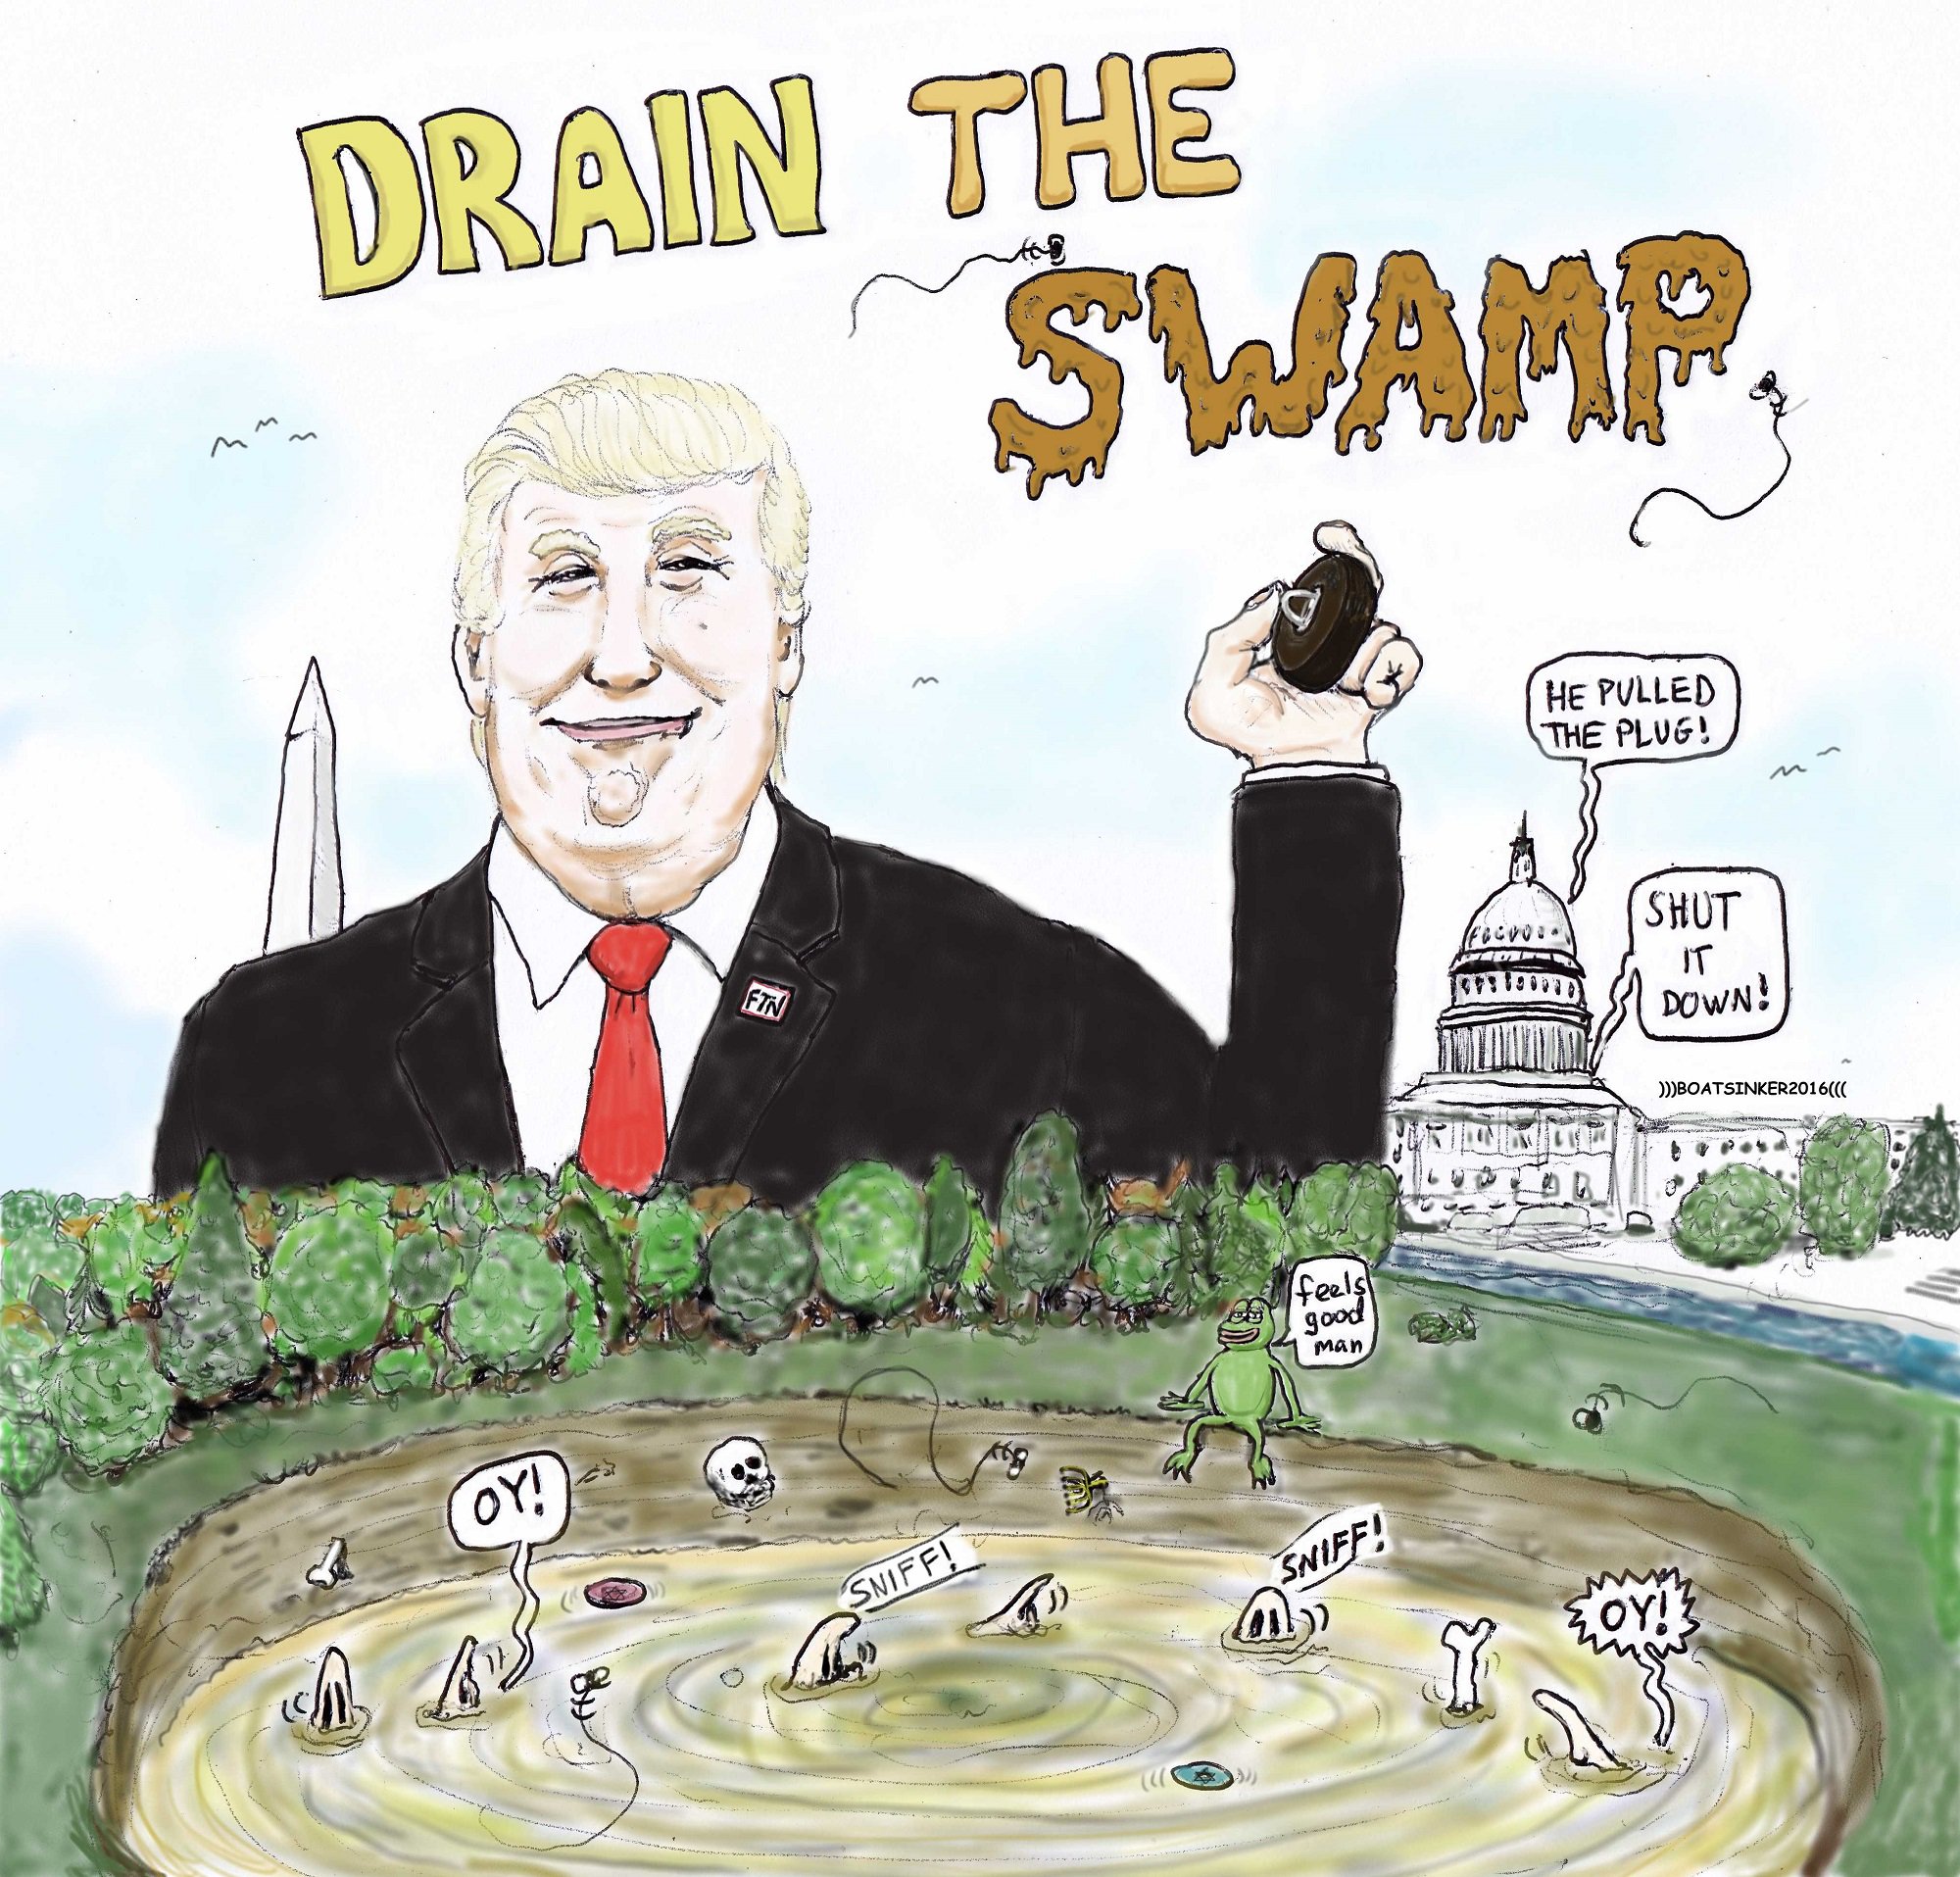 DRAIN THE
SWAMP
HE PULLED
THE PLUG!
SHUT
IT
DOWN!
FTN
)))BOATSINKER2016(((
feels
good
man
OY!
SNIFF!
SNIFF!
OY!